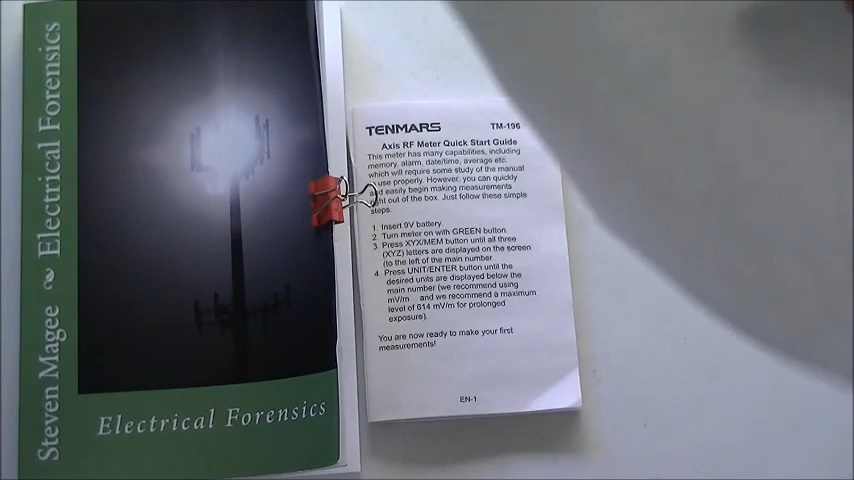 Steven Magee ~ Electrical Forensics
Electrical Forensics
TENMARS TM-196
Axis RF Meter Quick Start Guide
This meter has many capabilities, including
memory, alarm, date/time, average etc.
which will require some study of the manual
use properly. However, you can quickly
and easily begin making measurements
right out of the box. Just follow these simple
steps.
1 Insert 9V battery
2. Turn meter on with GREEN button
3. Press XYX/MEM button until all three
(XYZ) letters are displayed on the screen
(to the left of the main number
4. Press UNIT/ENTER button until the
desired units are displayed below the
main number (we recommend using
mV/m and we recommend a maximum
level of 614 mV/m for prolonged
exposure)
You are now ready to make your first
measurements!
EN-1